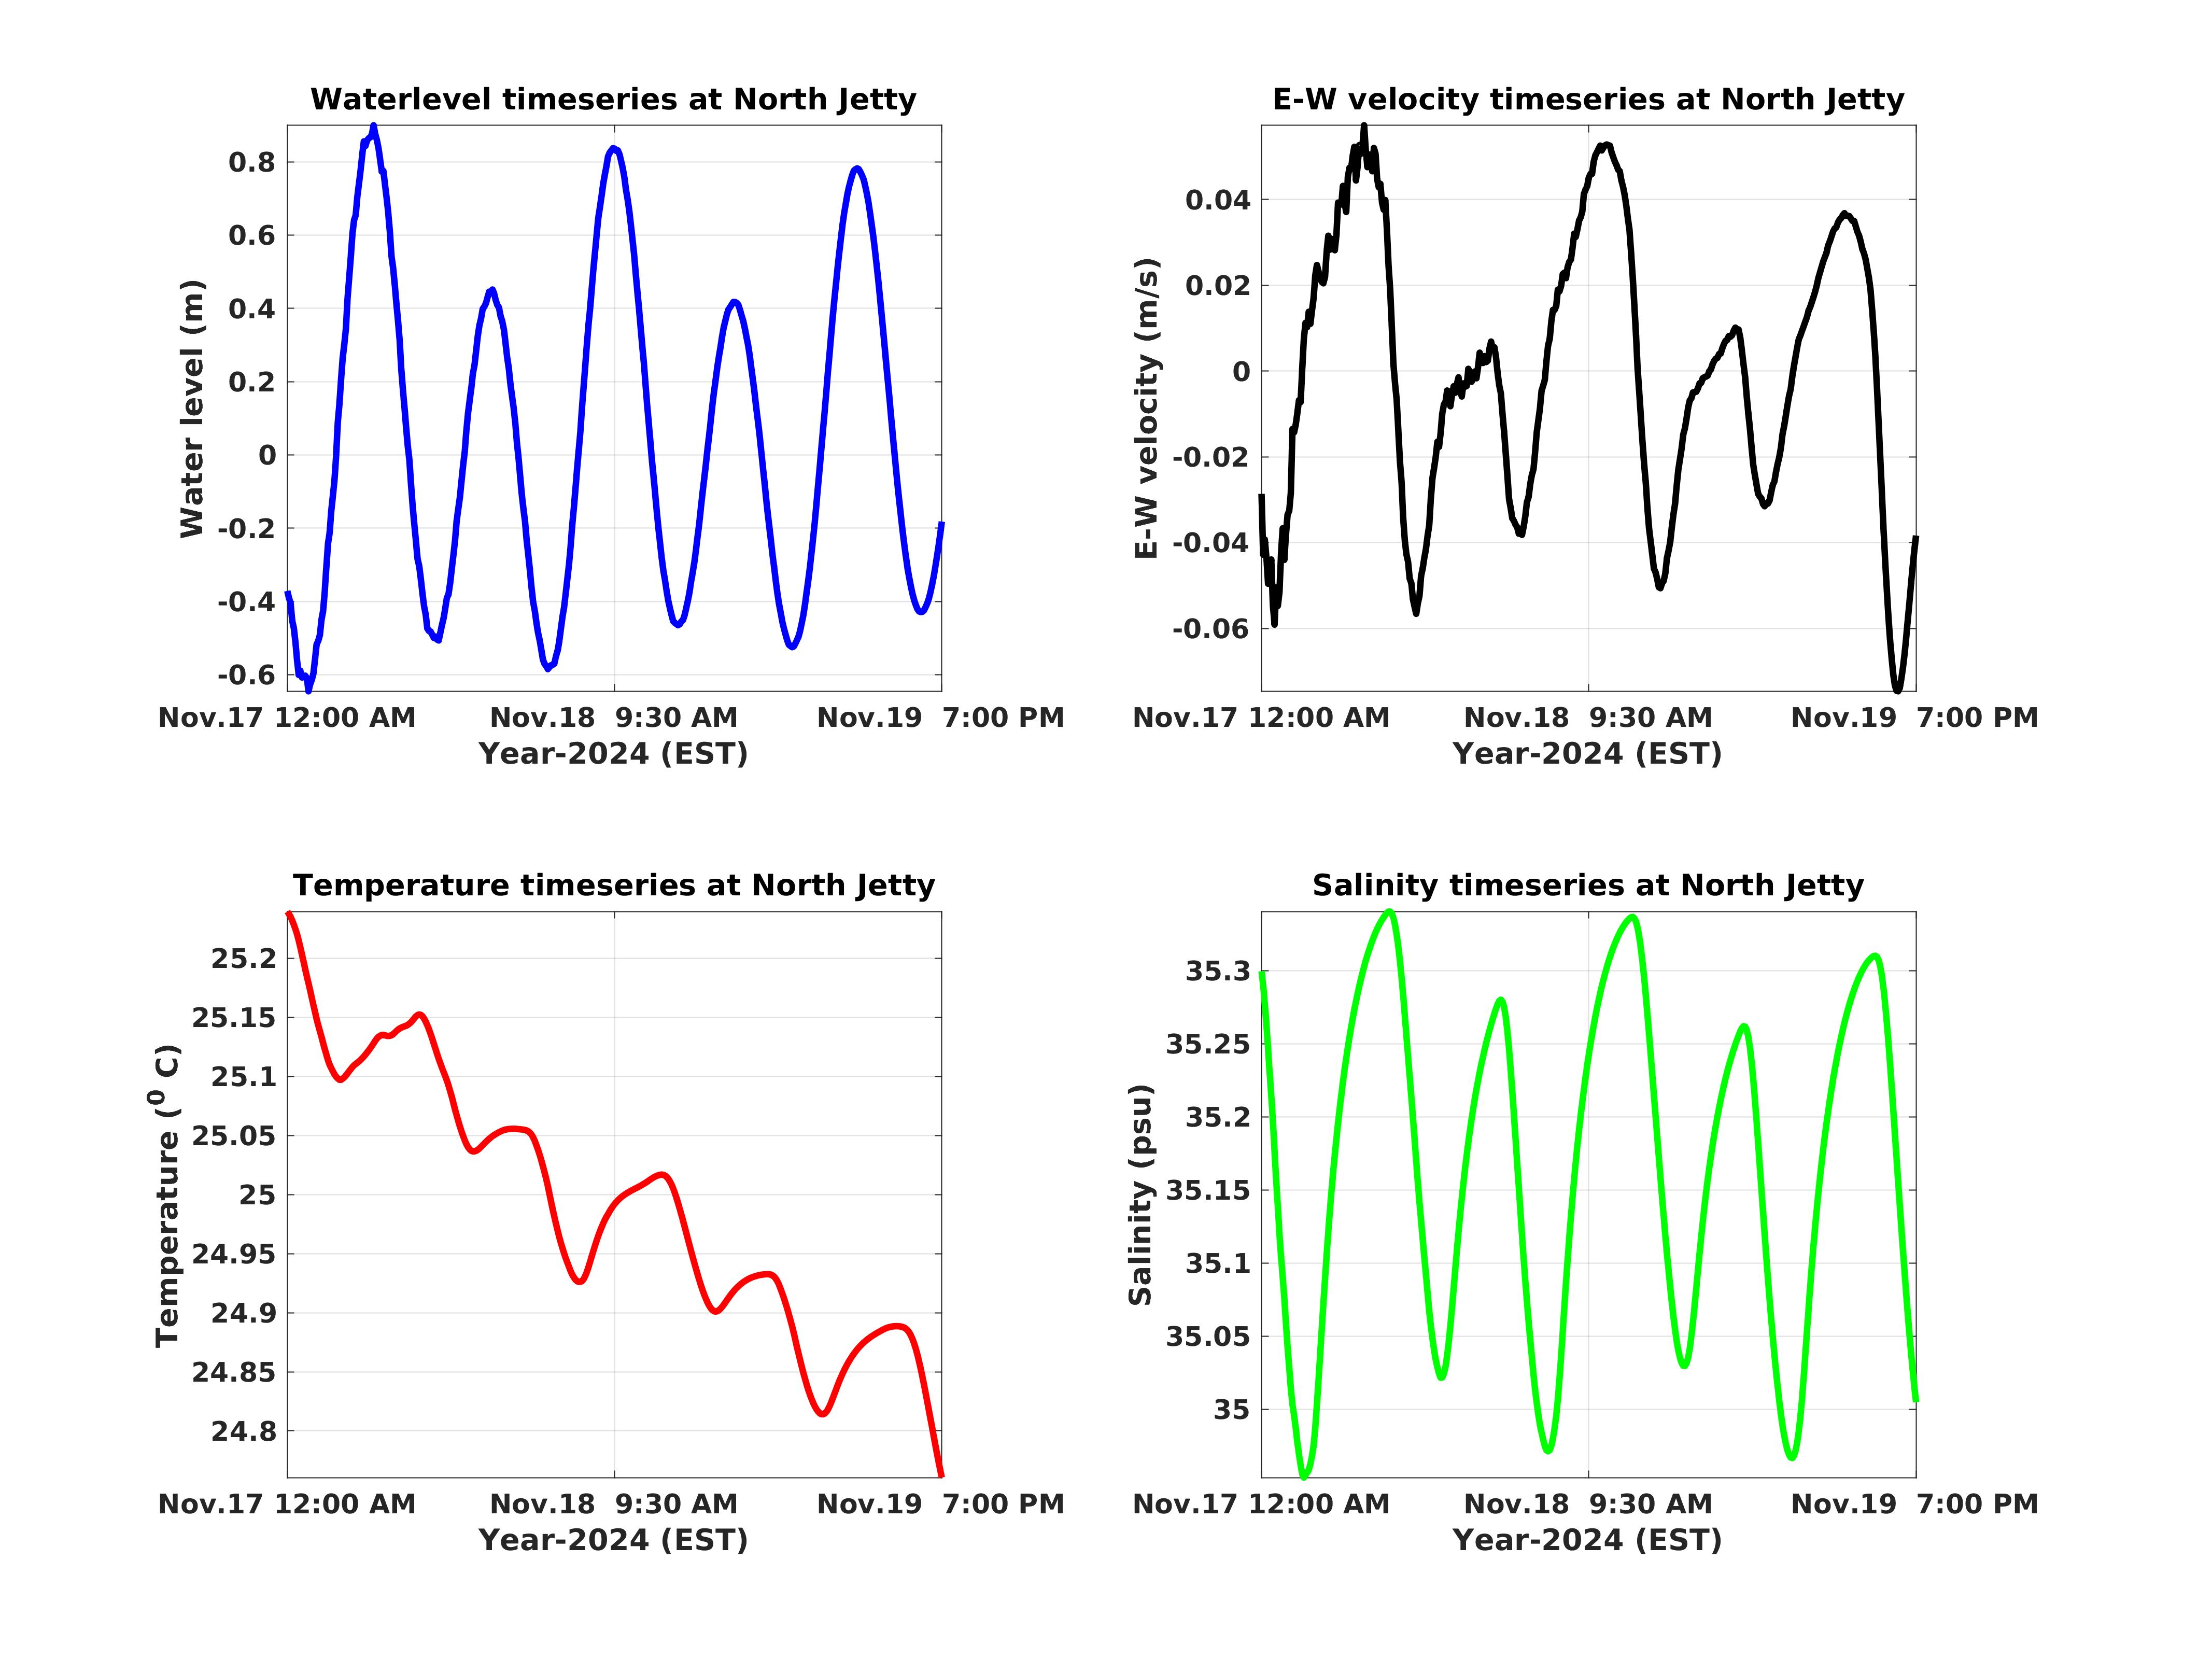 Waterlevel timeseries at North Jetty
Water level (m)
0.8
0.6
0.4
0.2
0
-0.2
-0.4
-0.6
Nov.17 12:00 AM
Nov.18 9:30 AM
Nov.19 7:00 PM
Year-2024 (EST)
E-W velocity timeseries at North Jetty
E-W velocity (m/s)
0.04
0.02
0
-0.02
-0.04
-0.06
Nov.17 12:00 AM
Nov.18 9:30 AM
Nov.19 7:00 PM
Year-2024 (EST)
Temperature timeseries at North Jetty
Temperature (⁰ C)
25.2
25.15
25.1
25.05
25
24.95
24.9
24.85
24.8
Nov.17 12:00 AM
Nov.18 9:30 AM
Nov.19 7:00 PM
Year-2024 (EST)
Salinity timeseries at North Jetty
Salinity (psu)
35.3
35.25
35.2
35.15
35.1
35.05
35
Nov.17 12:00 AM
Nov.18 9:30 AM
Nov.19 7:00 PM
Year-2024 (EST)